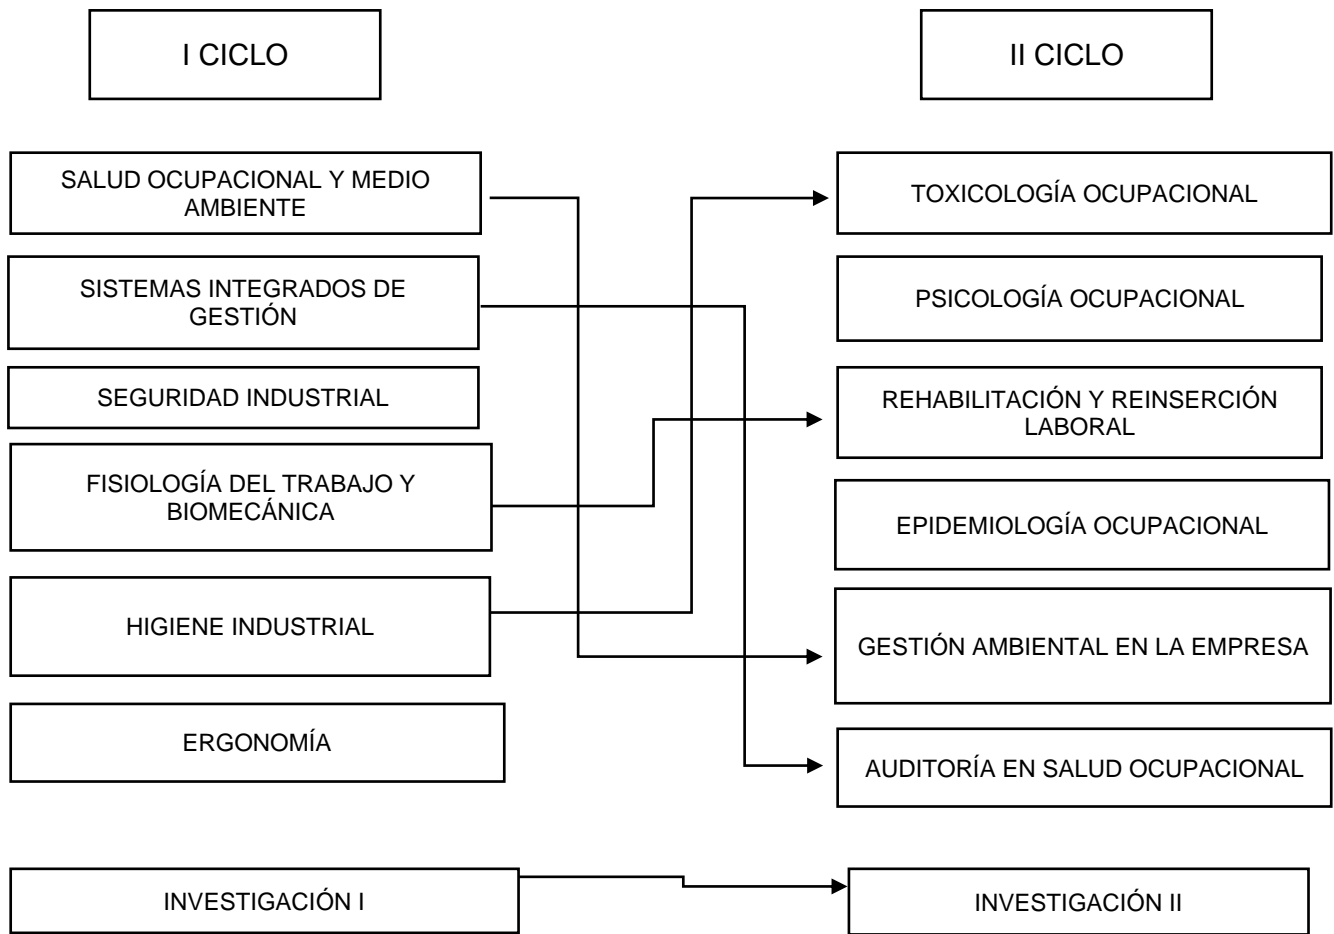 I CICLO
II CICLO
SALUD OCUPACIONAL Y MEDIO
AMBIENTE
SISTEMAS INTEGRADOS DE
GESTIÓN
SEGURIDAD INDUSTRIAL
FISIOLOGÍA DEL TRABAJO Y
BIOMECÁNICA
HIGIENE INDUSTRIAL
ERGONOMÍA
INVESTIGACIÓN I
TOXICOLOGÍA OCUPACIONAL
PSICOLOGÍA OCUPACIONAL
REHABILITACIÓN Y REINSERCIÓN
LABORAL
EPIDEMIOLOGÍA OCUPACIONAL
GESTIÓN AMBIENTAL EN LA EMPRESA
AUDITORÍA EN SALUD OCUPACIONAL
INVESTIGACIÓN II